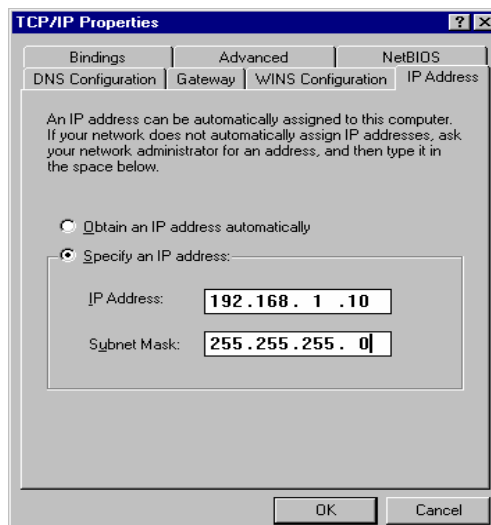 TCP/IP Properties
Bindings Advanced NetBIOS
DNS Configuration Gateway WINS Configuration IP Address
An IP address can be automatically assigned to this computer.
If your network does not automatically assign IP addresses, ask
your network administrator for an address, and then type it in
the space below.
Obtain an IP address automatically
Specify an IP address:
IP Address: 192.168. 1 .10
Subnet Mask: 255.255.255. 0
OK Cancel